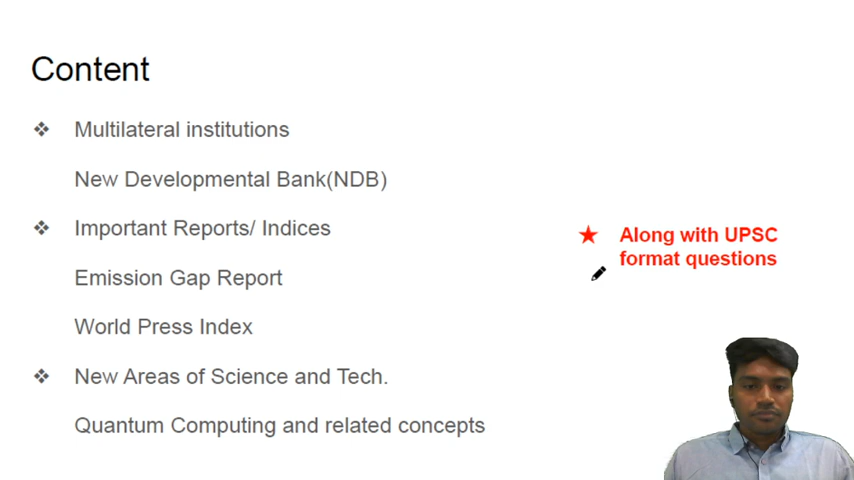 Content
Multilateral institutions
New Developmental Bank(NDB)
Important Reports/ Indices
Emission Gap Report
World Press Index
New Areas of Science and Tech.
Quantum Computing and related concepts
Along with UPSC
format questions